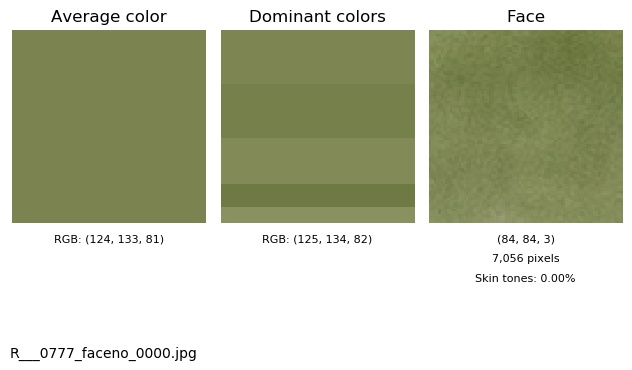 Average color
Dominant colors
Face
RGB: (124, 133, 81)
RGB: (125, 134, 82)
(84, 84, 3)
7,056 pixels
Skin tones: 0.00%
R___0777_faceno_0000.jpg